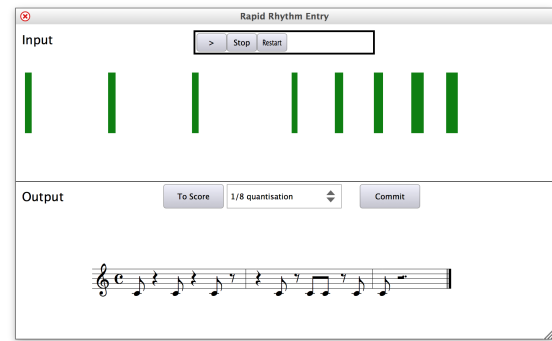 Rapid Rhythm Entry
Input
> Stop Restart
Output
To Score 1/8 quantisation Commit